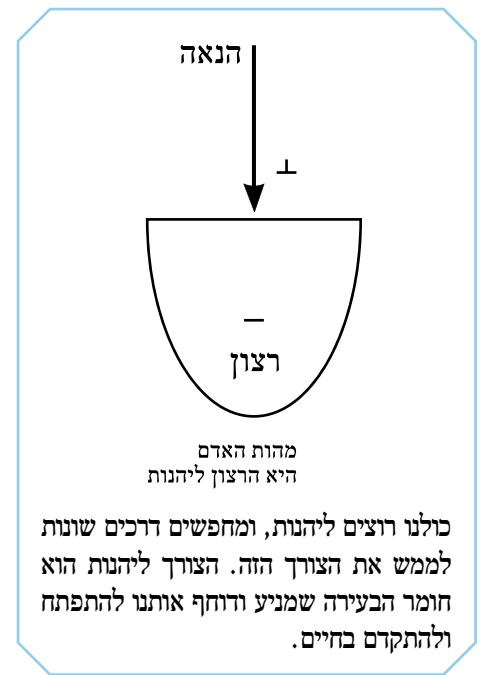 הנאה
⊥
–
רצון
מהות האדם
היא הרצון ליהנות
כולנו רוצים ליהנות, ומחפשים דרכים שונות
לממש את הצורך הזה. הצורך ליהנות הוא
חומר הבעירה שמניע ודוחף אותנו להתפתח
ולהתקדם בחיים.